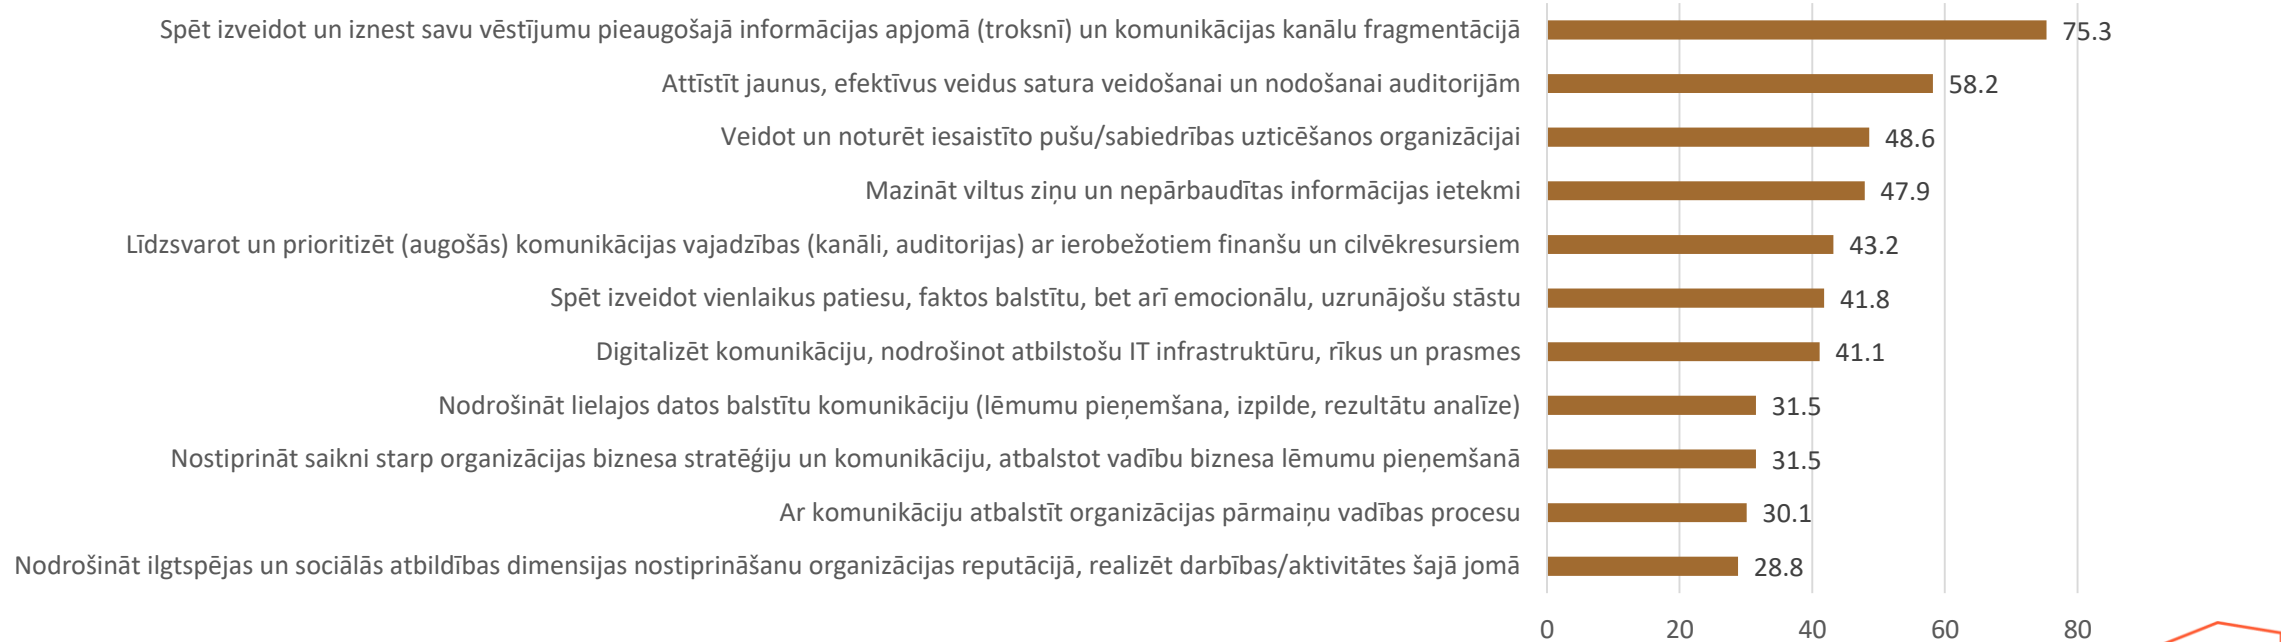 Spēt izveidot un iznest savu vēstījumu pieaugošajā informācijas apjomā (troksnī) un komunikācijas kanālu fragmentācijā 75.3
Attīstīt jaunus, efektīvus veidus satura veidošanai un nodošanai auditorijām 58.2
Veidot un noturēt iesaistīto pušu/sabiedrības uzticēšanos organizācijai 48.6
Mazināt viltus ziņu un nepārbaudītas informācijas ietekmi 47.9
Līdzsvarot un prioritizēt (augošās) komunikācijas vajadzības (kanāli, auditorijas) ar ierobežotiem finanšu un cilvēkresursiem 43.2
Spēt izveidot vienlaikus patiesu, faktos balstītu, bet arī emocionālu, uzrunājošu stāstu 41.8
Digitalizēt komunikāciju, nodrošinot atbilstošu IT infrastruktūru, rīkus un prasmes 41.1
Nodrošināt lielajos datos balstītu komunikāciju (lēmumu pieņemšana, izpilde, rezultātu analīze) 31.5
Nostiprināt saikni starp organizācijas biznesa stratēģiju un komunikāciju, atbalstot vadību biznesa lēmumu pieņemšanā 31.5
Ar komunikāciju atbalstīt organizācijas pārmaiņu vadības procesu 30.1
Nodrošināt ilgtspējas un sociālās atbildības dimensijas nostiprināšanu organizācijas reputācijā, realizēt darbības/aktivitātes šajā jomā 28.8
0 20 40 60 80